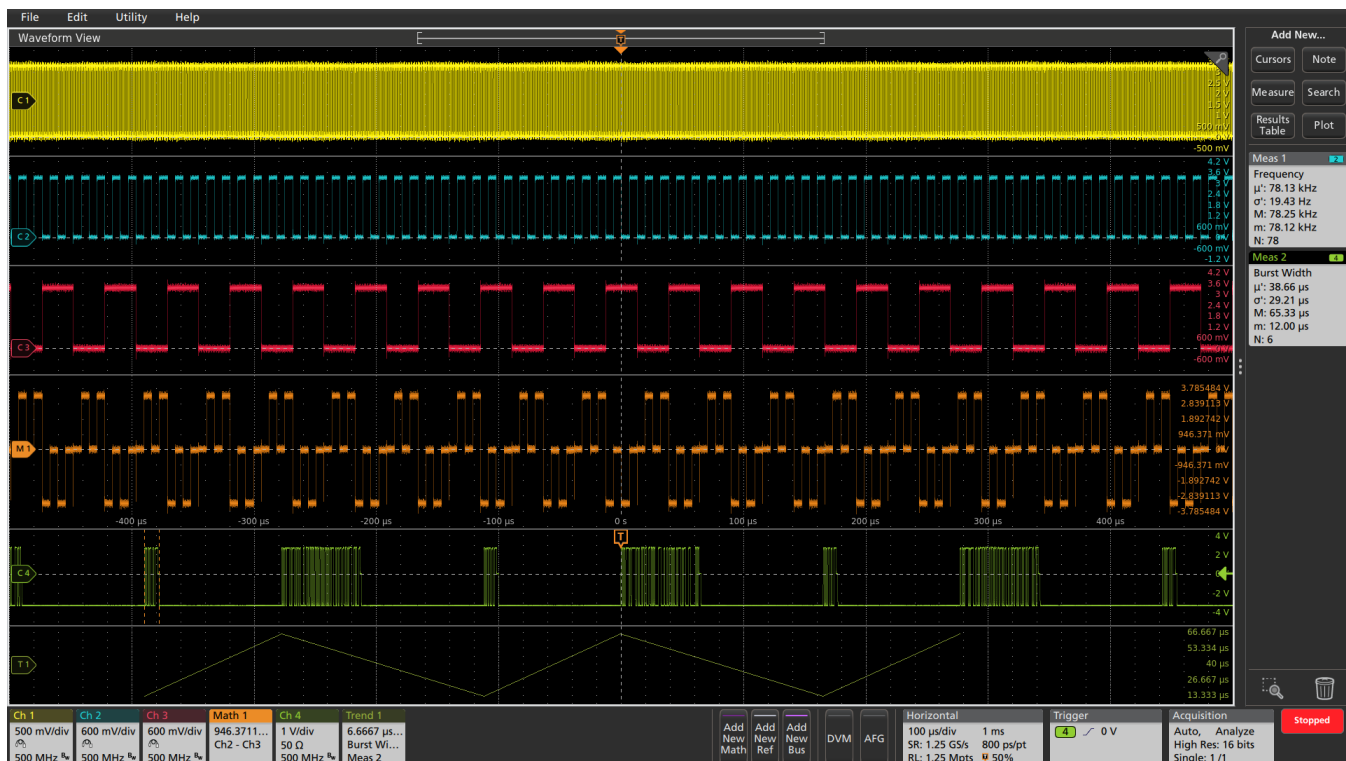 File Edit Utility Help
Waveform View
T
Add New...
Cursors Note
Measure Search
Results Table Plot
C1
2.5 V
2 V
1.5 V
1 V
500 mV
0 V
-500 mV
C2
4.2 V
3.6 V
3 V
2.4 V
1.8 V
1.2 V
600 mV
0 V
-600 mV
-1.2 V
C3
4.2 V
3.6 V
3 V
2.4 V
1.8 V
1.2 V
600 mV
-600 mV
M1
3.785484 V
2.839113 V
1.892742 V
946.371 mV
0 V
-946.371 mV
-1.892742 V
-2.839113 V
-3.785484 V
-400 µs -300 µs -200 µs -100 µs 0 s 100 µs 200 µs 300 µs 400 µs
T
C4
4 V
2 V
-2 V
-4 V
T1
66.667 µs
53.334 µs
40 µs
26.667 µs
13.333 µs
Meas 1 2
Frequency
µ': 78.13 kHz
σ': 19.43 Hz
M: 78.25 kHz
m: 78.12 kHz
N: 78
Meas 2 4
Burst Width
µ': 38.66 µs
σ': 29.21 µs
M: 65.33 µs
m: 12.00 µs
N: 6
Ch 1
500 mV/div
500 MHz Bw
Ch 2
600 mV/div
500 MHz Bw
Ch 3
600 mV/div
500 MHz Bw
Math 1
946.3711...
Ch2 - Ch3
Ch 4
1 V/div
50 Ω
500 MHz Bw
Trend 1
6.6667 µs...
Burst Wi...
Meas 2
Add New Math
Add New Ref
Add New Bus
DVM
AFG
Horizontal
100 µs/div 1 ms
SR: 1.25 GS/s 800 ps/pt
RL: 1.25 Mpts 50%
Trigger
4 0 V
Acquisition
Auto, Analyze
High Res: 16 bits
Single: 1 /1
Stopped